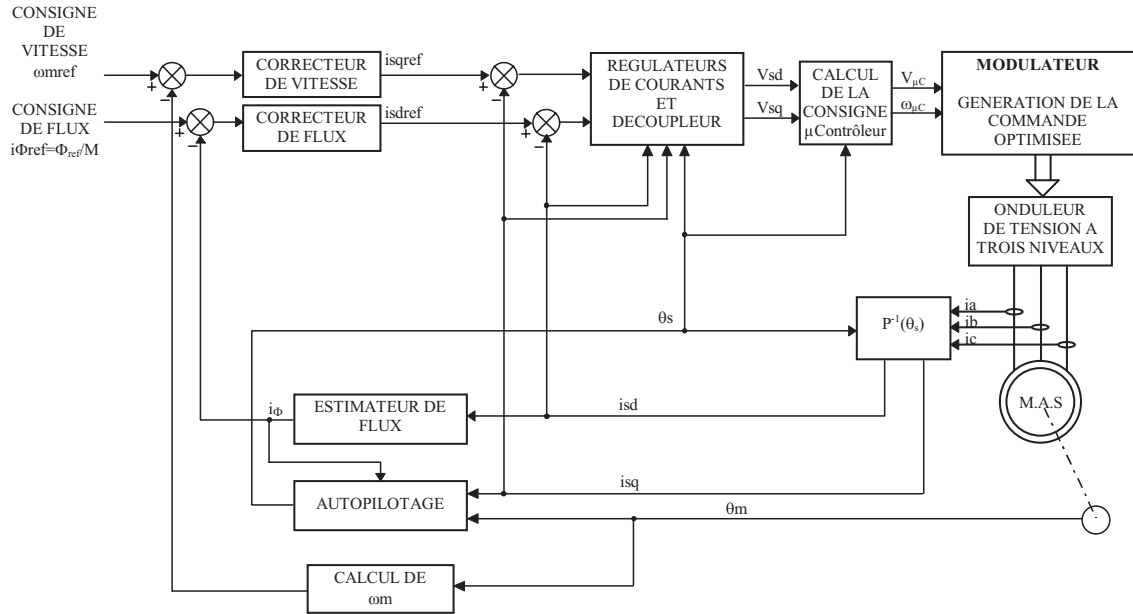 CONSIGNE
DE
VITESSE
ωmref
CONSIGNE
DE FLUX
iΦref=Φref/M
+
−
+
−
CORRECTEUR
DE VITESSE
isqref
CORRECTEUR
DE FLUX
isdref
+
−
+
−
REGULATEURS
DE COURANTS
ET
DECOUPLEUR
Vsd
Vsq
CALCUL
DE LA
CONSIGNE
µContrôleur
VµC
ωµC
MODULATEUR
GENERATION DE LA
COMMANDE
OPTIMISEE
ONDULEUR
DE TENSION A
TROIS NIVEAUX
θs
P-1(θs)
ia
ib
ic
M.A.S
iΦ
ESTIMATEUR DE
FLUX
isd
AUTOPILOTAGE
isq
θm
CALCUL DE
ωm